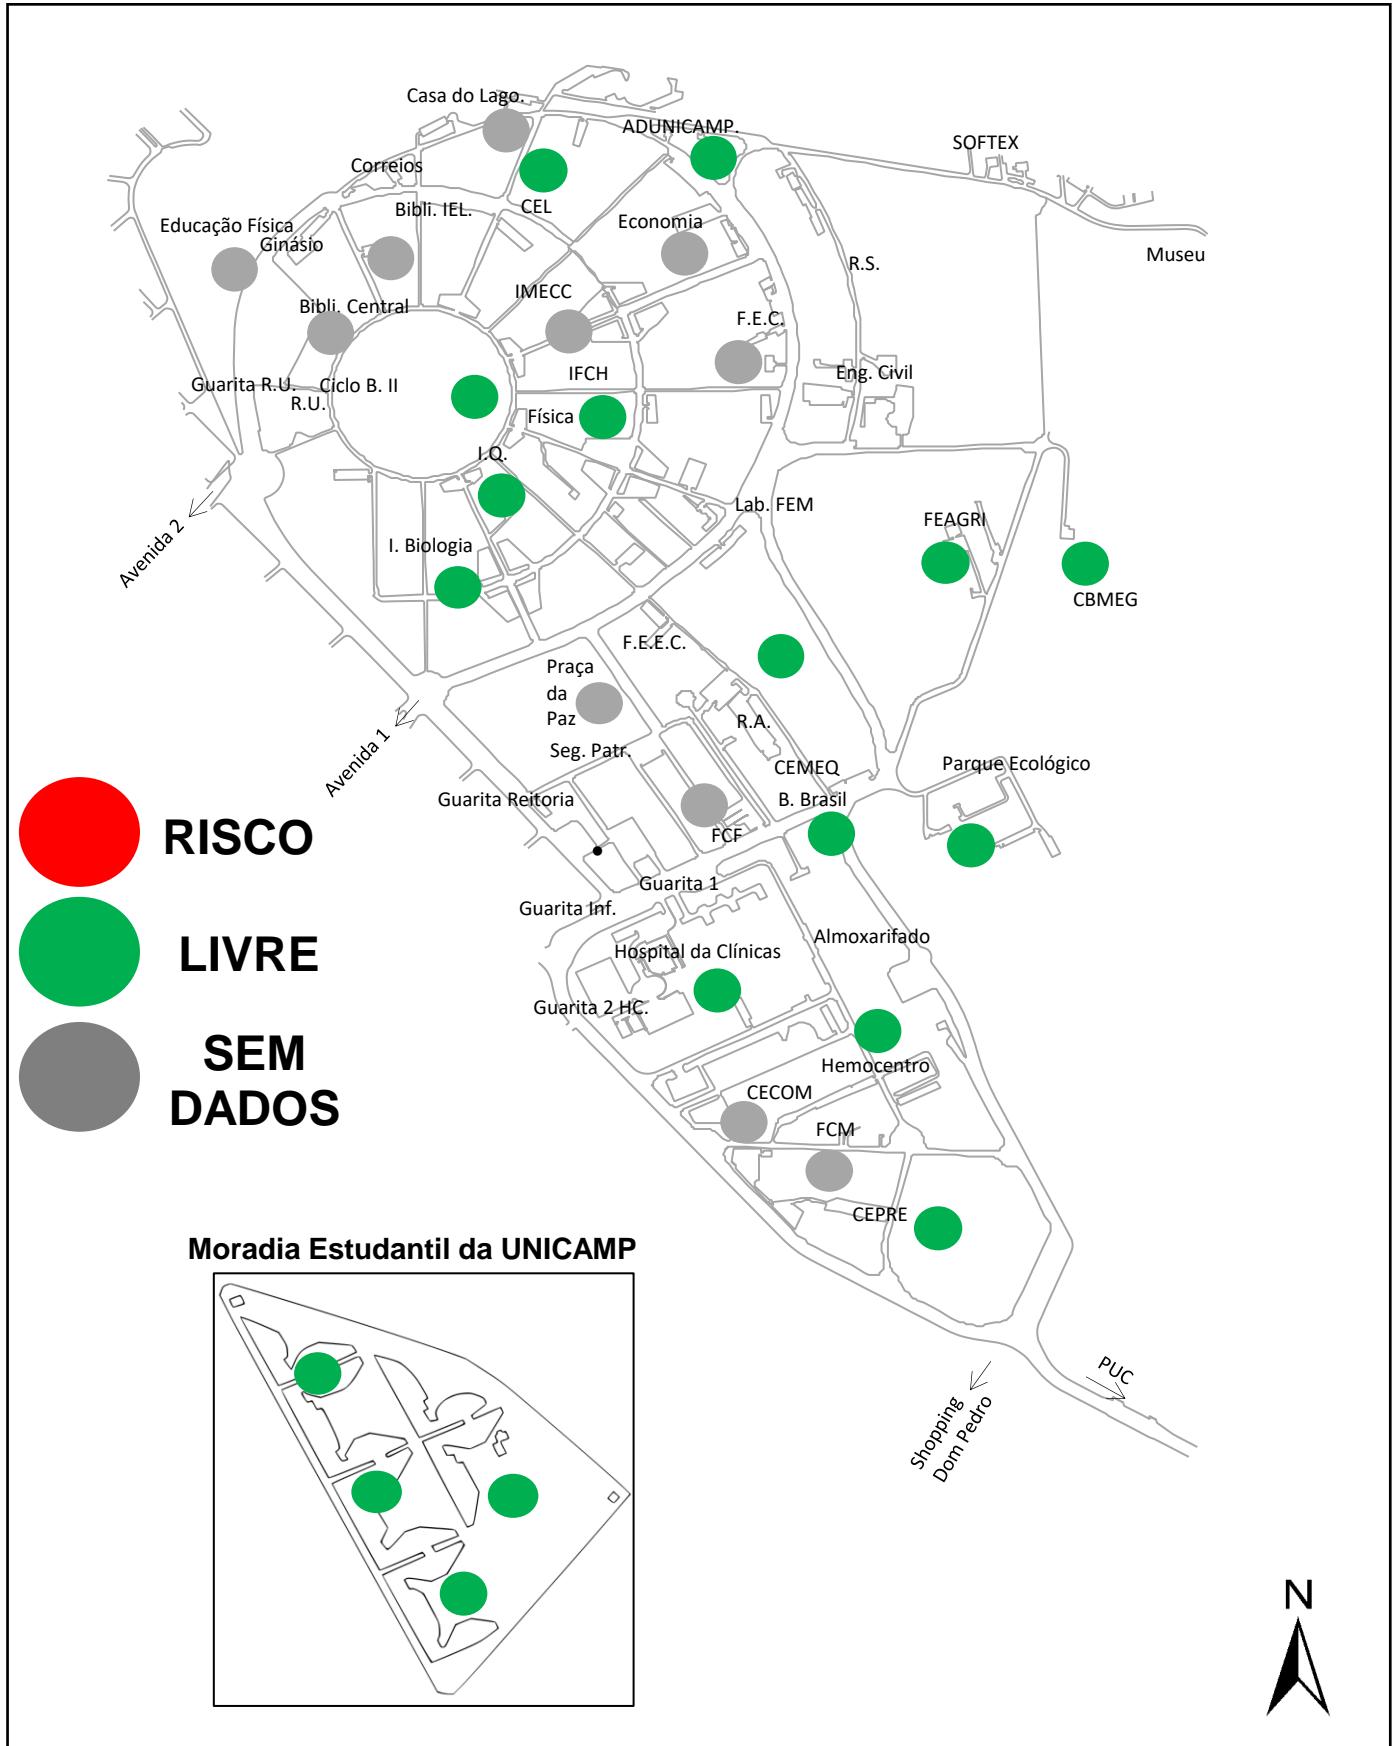 Casa do Lago.
ADUNICAMP.
SOFTEX
Correios
Bibli. IEL.
CEL
Educação Física
Ginásio
Economia
Museu
R.S.
IMECC
Bibli. Central
F.E.C.
IFCH
Eng. Civil
Guarita R.U.
Ciclo B. II
R.U.
Física
I.Q.
Lab. FEM
FEAGRI
Avenida 2
I. Biologia
CBMEG
F.E.E.C.
Praça
da
Paz
R.A.
Seg. Patr.
Avenida 1
CEMEQ
Parque Ecológico
Guarita Reitoria
B. Brasil
FCF
RISCO
Guarita 1
Guarita Inf.
LIVRE
Almoxarifado
Hospital da Clínicas
Guarita 2 HC.
SEM
DADOS
Hemocentro
CECOM
FCM
CEPRE
Moradia Estudantil da UNICAMP
PUC
Shopping
Dom Pedro
N